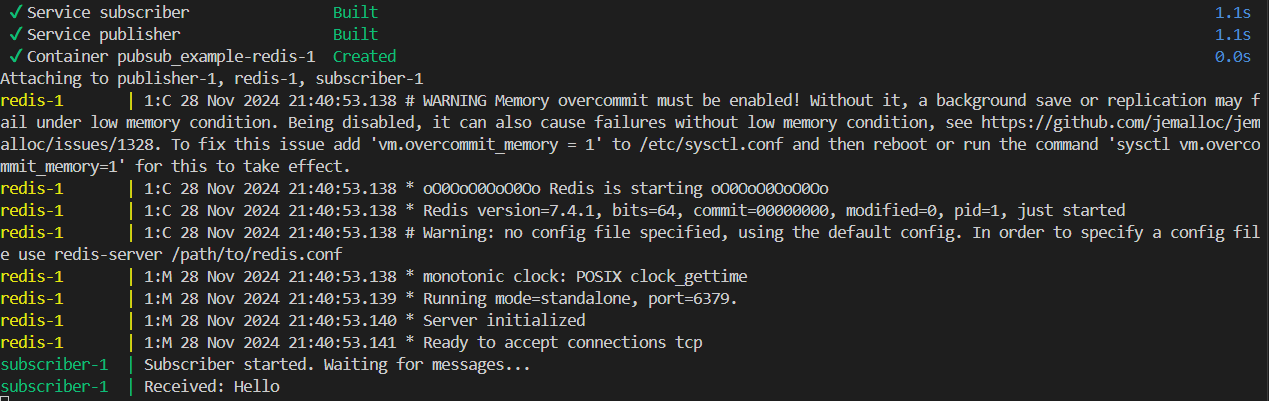 ✓ Service subscriber Built 1.1s
✓ Service publisher Built 1.1s
✓ Container pubsub_example-redis-1 Created 0.0s
Attaching to publisher-1, redis-1, subscriber-1
redis-1 | 1:C 28 Nov 2024 21:40:53.138 # WARNING Memory overcommit must be enabled! Without it, a background save or replication may f
ail under low memory condition. Being disabled, it can also cause failures without low memory condition, see https://github.com/jemalloc/jem
alloc/issues/1328. To fix this issue add 'vm.overcommit_memory = 1' to /etc/sysctl.conf and then reboot or run the command 'sysctl vm.overco
mmit_memory=1' for this to take effect.
redis-1 | 1:C 28 Nov 2024 21:40:53.138 * oO0OoO0OoO0Oo Redis is starting oO0OoO0OoO0Oo
redis-1 | 1:C 28 Nov 2024 21:40:53.138 * Redis version=7.4.1, bits=64, commit=00000000, modified=0, pid=1, just started
redis-1 | 1:C 28 Nov 2024 21:40:53.138 # Warning: no config file specified, using the default config. In order to specify a config fil
e use redis-server /path/to/redis.conf
redis-1 | 1:M 28 Nov 2024 21:40:53.138 * monotonic clock: POSIX clock_gettime
redis-1 | 1:M 28 Nov 2024 21:40:53.139 * Running mode=standalone, port=6379.
redis-1 | 1:M 28 Nov 2024 21:40:53.140 * Server initialized
redis-1 | 1:M 28 Nov 2024 21:40:53.141 * Ready to accept connections tcp
subscriber-1 | Subscriber started. Waiting for messages...
subscriber-1 | Received: Hello